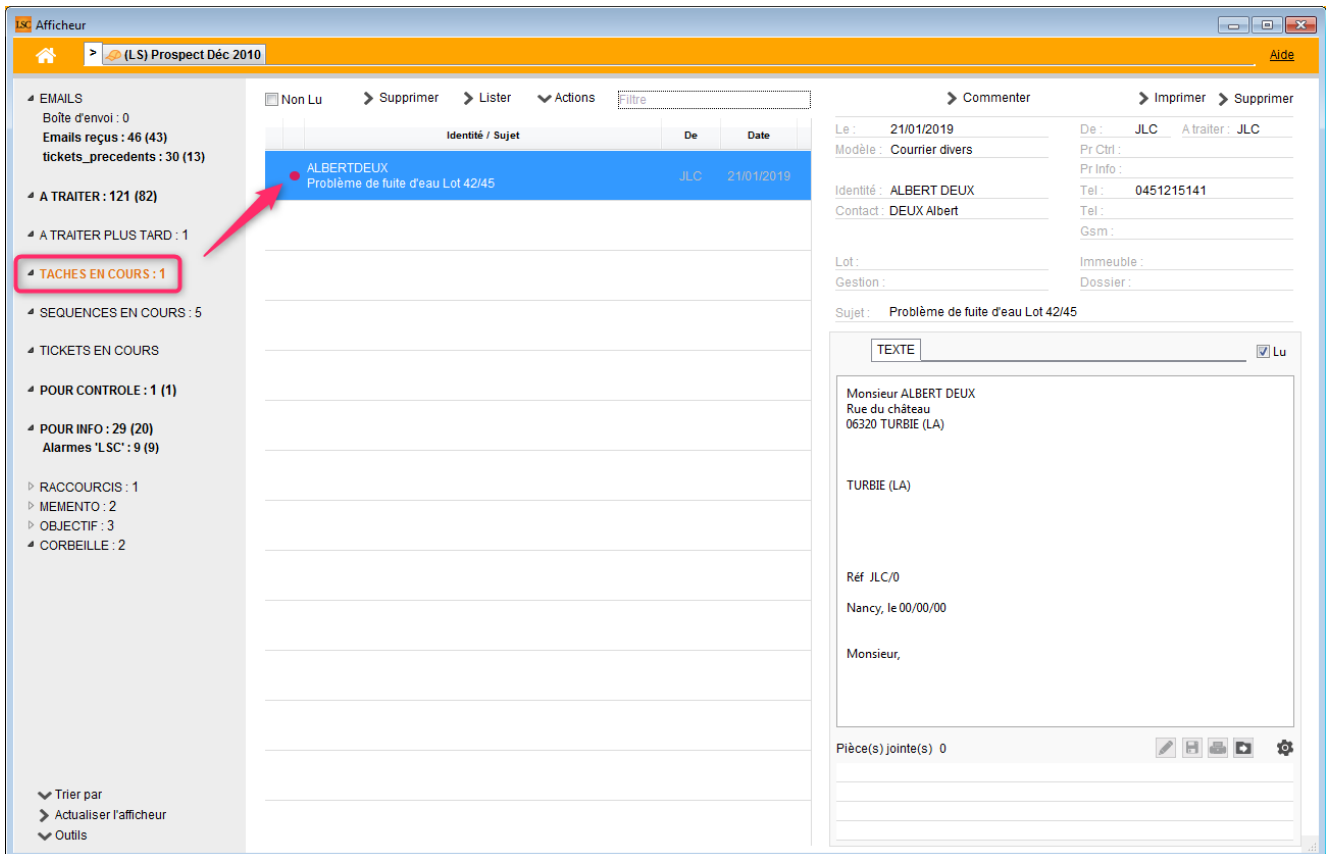 LSC Afficheur
> (LS) Prospect Déc 2010
Aide
EMAILS
Boîte d'envoi : 0
Emails reçus : 46 (43)
tickets_precedents : 30 (13)
A TRAITER : 121 (82)
A TRAITER PLUS TARD : 1
TACHES EN COURS : 1
SEQUENCES EN COURS : 5
TICKETS EN COURS
POUR CONTROLE : 1 (1)
POUR INFO : 29 (20)
Alarmes 'LSC' : 9 (9)
RACCOURCIS : 1
MEMENTO : 2
OBJECTIF : 3
CORBEILLE : 2
Trier par
Actualiser l'afficheur
Outils
Non Lu Supprimer Lister Actions Filtre
Identité / Sujet De Date
ALBERTDEUX
Problème de fuite d'eau Lot 42/45 JLC 21/01/2019
Commenter Imprimer Supprimer
Le : 21/01/2019 De : JLC A traiter : JLC
Modèle : Courrier divers Pr Ctrl :
Pr Info :
Identité : ALBERT DEUX Tel : 0451215141
Contact : DEUX Albert Tel :
Gsm :
Lot : Immeuble :
Gestion : Dossier :
Sujet : Problème de fuite d'eau Lot 42/45
TEXTE Lu
Monsieur ALBERT DEUX
Rue du château
06320 TURBIE (LA)
TURBIE (LA)
Réf JLC/0
Nancy, le 00/00/00
Monsieur,
Pièce(s) jointe(s) 0